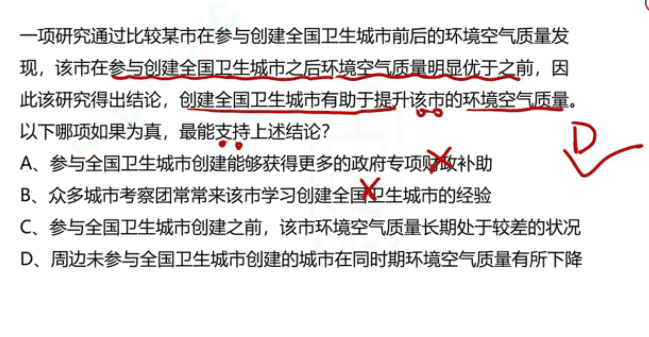 一项研究通过比较某市在参与创建全国卫生城市前后的环境空气质量发
现，该市在参与创建全国卫生城市之后环境空气质量明显优于之前，因
此该研究得出结论，创建全国卫生城市有助于提升该市的环境空气质量。
以下哪项如果为真，最能支持上述结论？
D
A、参与全国卫生城市创建能够获得更多的政府专项财政补助
B、众多城市考察团常常来该市学习创建全国卫生城市的经验
C、参与全国卫生城市创建之前，该市环境空气质量长期处于较差的状况
D、周边未参与全国卫生城市创建的城市在同时期环境空气质量有所下降